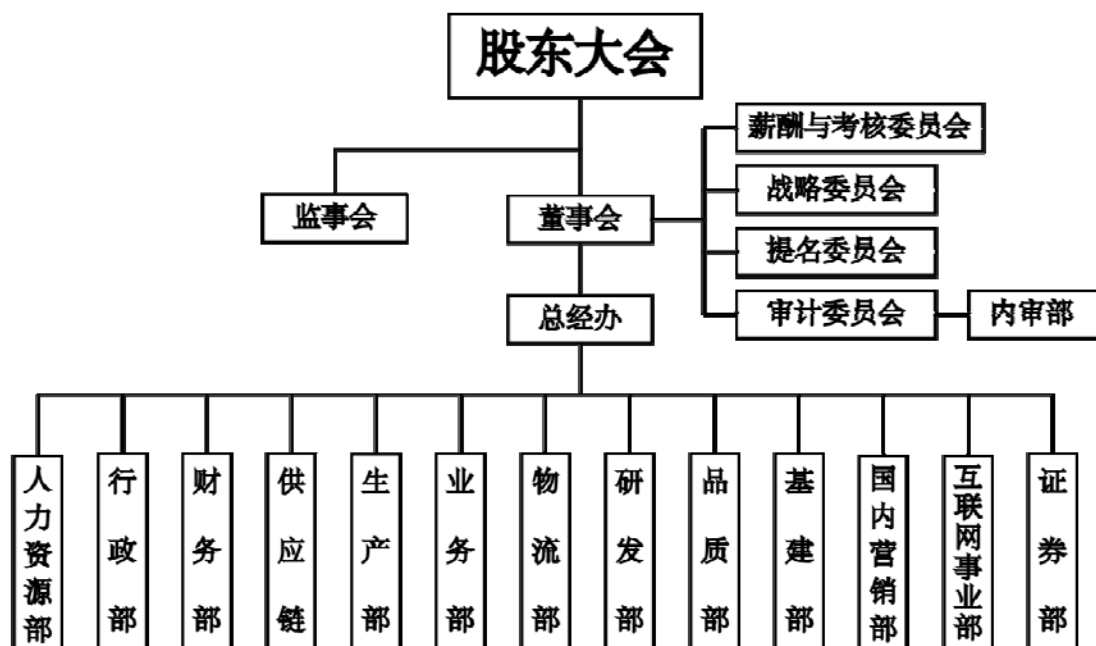 股东大会
薪酬与考核委员会
战略委员会
监事会
董事会
提名委员会
总经办
审计委员会
内审部
人力资源部
行政部
财务部
供应链
生产部
业务部
物流部
研发部
品质部
基建部
国内营销部
互联网事业部
证券部